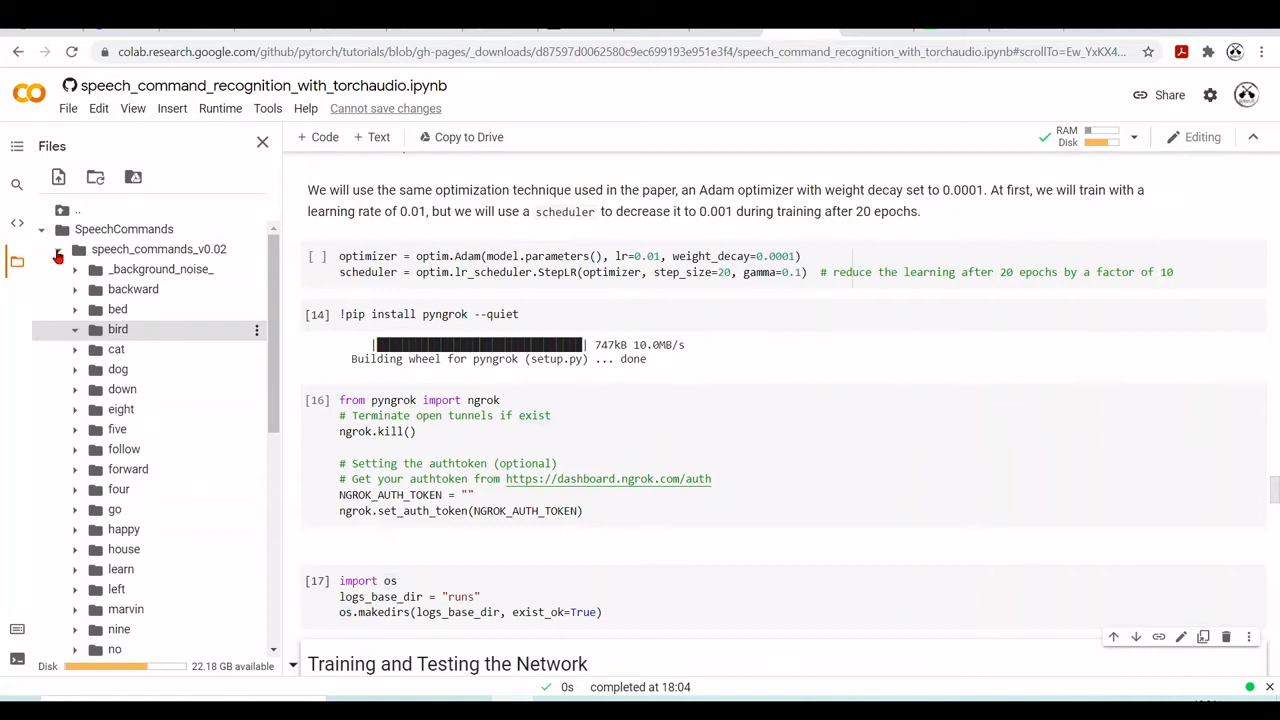 colab.research.google.com/github/pytorch/tutorials/blob/gh-pages/_downloads/d87597d0062580c9ec699193e951e3f4/speech_command_recognition_with_torchaudio.ipynb#scrollTo=Ew_YxKX4...
speech_command_recognition_with_torchaudio.ipynb
File Edit View Insert Runtime Tools Help Cannot save changes
Share
Files
+ Code + Text Copy to Drive
RAM
Disk
Editing
..
SpeechCommands
speech_commands_v0.02
_background_noise_
backward
bed
bird
cat
dog
down
eight
five
follow
forward
four
go
happy
house
learn
left
marvin
nine
no
Disk 22.18 GB available
We will use the same optimization technique used in the paper, an Adam optimizer with weight decay set to 0.0001. At first, we will train with a
learning rate of 0.01, but we will use a scheduler to decrease it to 0.001 during training after 20 epochs.
[ ] optimizer = optim.Adam(model.parameters(), lr=0.01, weight_decay=0.0001)
scheduler = optim.lr_scheduler.StepLR(optimizer, step_size=20, gamma=0.1) # reduce the learning after 20 epochs by a factor of 10
[14] !pip install pyngrok --quiet
747kB 10.0MB/s
Building wheel for pyngrok (setup.py) ... done
[16] from pyngrok import ngrok
# Terminate open tunnels if exist
ngrok.kill()
# Setting the authtoken (optional)
# Get your authtoken from https://dashboard.ngrok.com/auth
NGROK_AUTH_TOKEN = ""
ngrok.set_auth_token(NGROK_AUTH_TOKEN)
[17] import os
logs_base_dir = "runs"
os.makedirs(logs_base_dir, exist_ok=True)
Training and Testing the Network
0s completed at 18:04